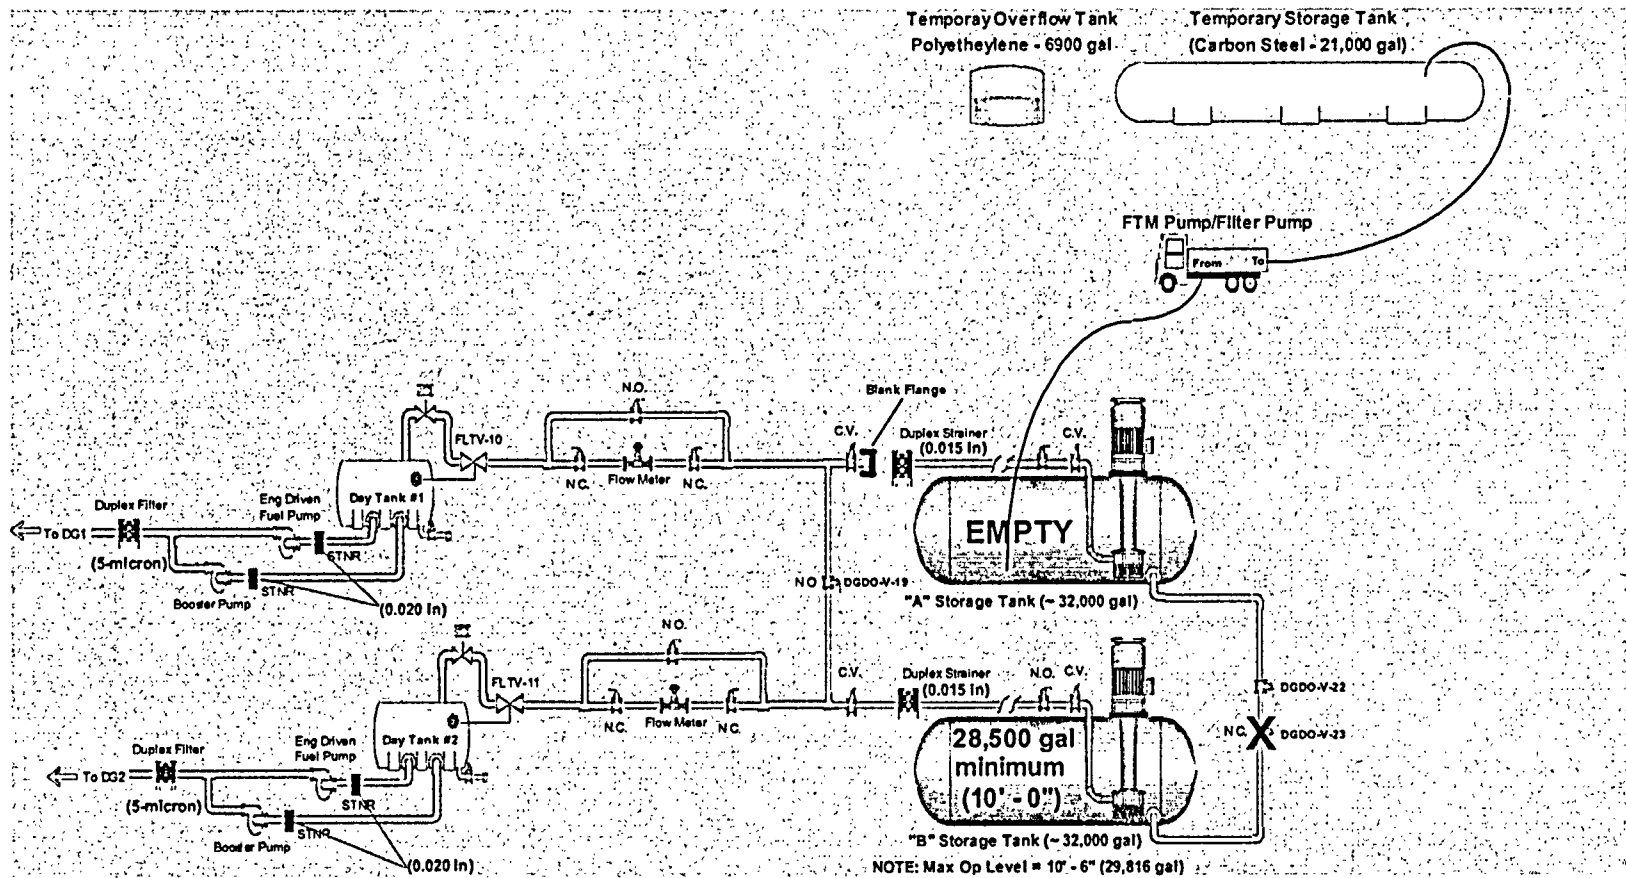 Temporay Overflow Tank
Polyetheylene - 6900 gal
Temporary Storage Tank
(Carbon Steel - 21,000 gal)
FTM Pump/Filter Pump
From
To
N.O.
Blank Flange
FLTV-10
C.V.
Duplex Strainer
(0.015 in)
C.V.
N.C.
Flow Meter
N.C.
Day Tank #1
Eng Driven
Fuel Pump
Duplex Filter
To DG1
(5-micron)
STNR
Booster Pump
STNR
(0.020 in)
EMPTY
N O
DGDO-V-19
"A" Storage Tank (~ 32,000 gal)
N O.
FLTV-11
C.V.
Duplex Strainer
(0.015 in)
N.O.
C.V.
DGDO-V-22
N.C.
Flow Meter
N.C.
N.C.
DGDO-V-23
Day Tank #2
Eng Driven
Fuel Pump
Duplex Filter
To DG2
(5-micron)
STNR
STNR
Booster Pump
(0.020 in)
28,500 gal
minimum
(10' - 0")
"B" Storage Tank (~ 32,000 gal)
NOTE: Max Op Level = 10' - 6" (29,816 gal)